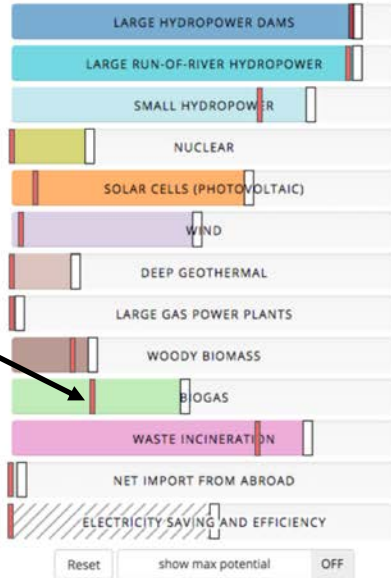 LARGE HYDROPOWER DAMS
LARGE RUN-OF-RIVER HYDROPOWER
SMALL HYDROPOWER
NUCLEAR
SOLAR CELLS (PHOTOVOLTAIC)
WIND
DEEP GEOTHERMAL
LARGE GAS POWER PLANTS
WOODY BIOMASS
BIOGAS
WASTE INCINERATION
NET IMPORT FROM ABROAD
ELECTRICITY SAVING AND EFFICIENCY
Reset show max potential OFF